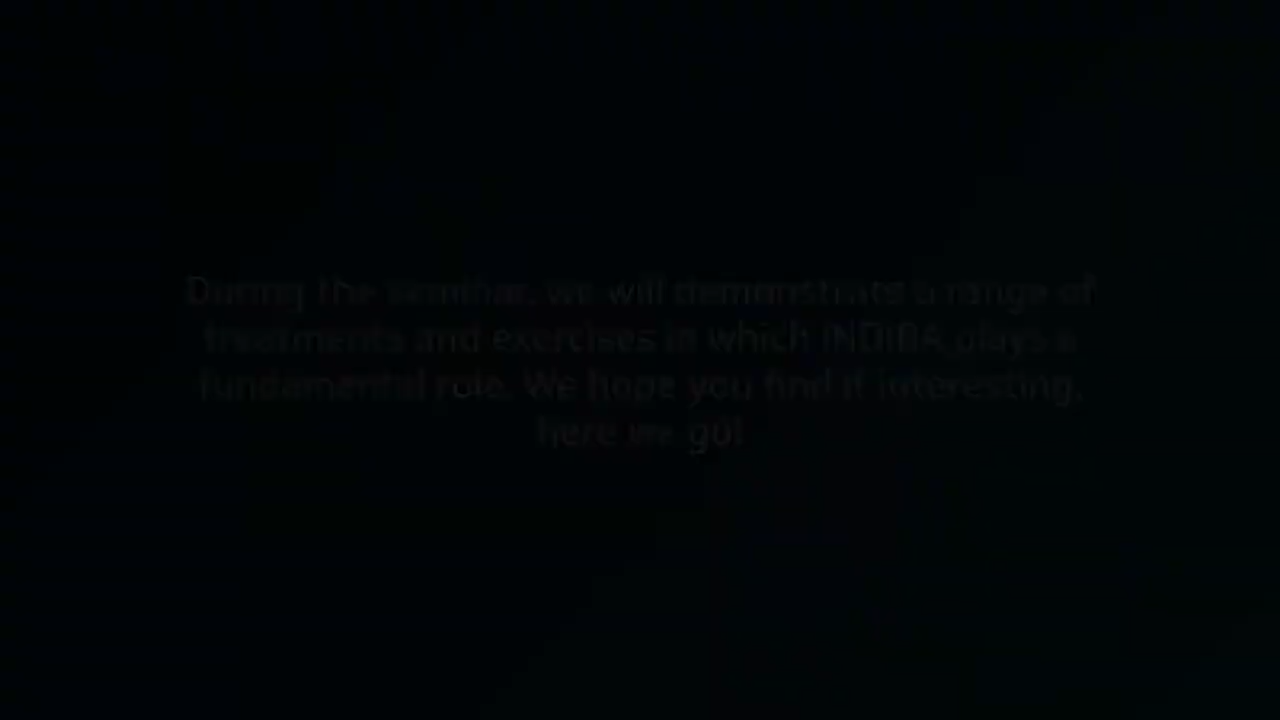 During the seminar, we will demonstrate a range of
treatments and exercises in which INDIBA plays a
fundamental role. We hope you find it interesting,
here we go!